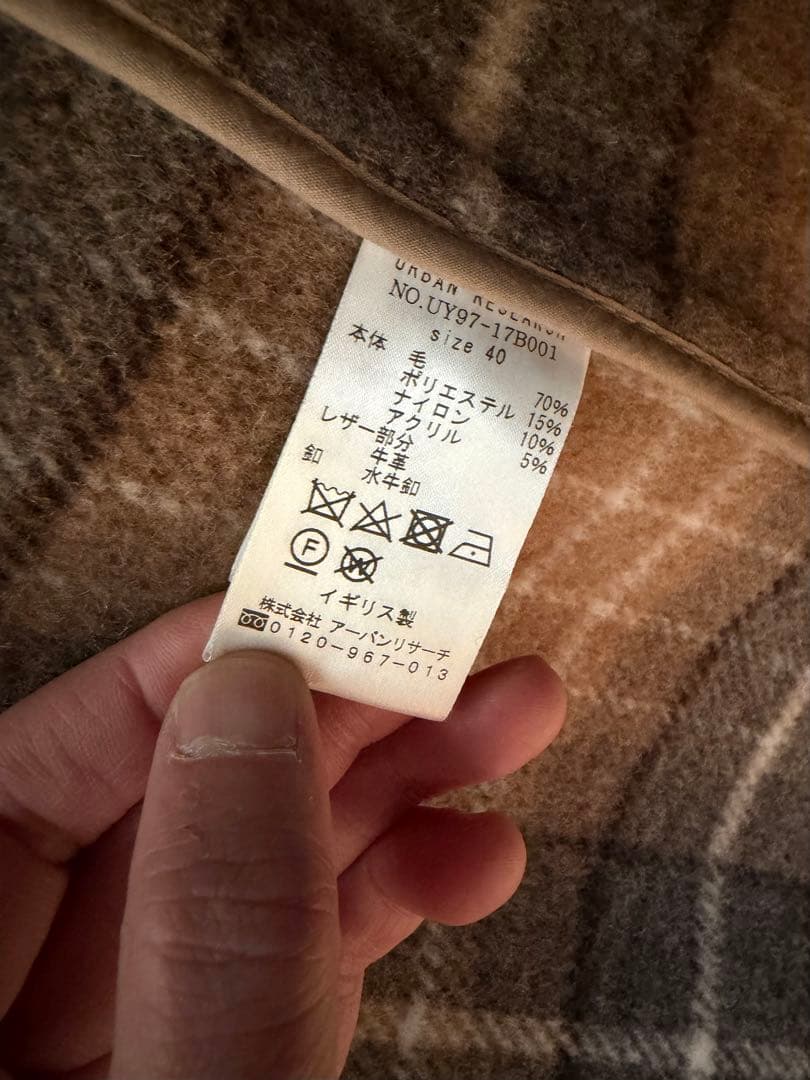 URBAN RESEARCH
NO.UY97-17B001
size 40
本体 毛 70%
ポリエステル 15%
ナイロン 10%
アクリル 5%
レザー部分
牛革
釦 水牛釦
F
W
イギリス製
株式会社 アーバンリサーチ
0120-967-013